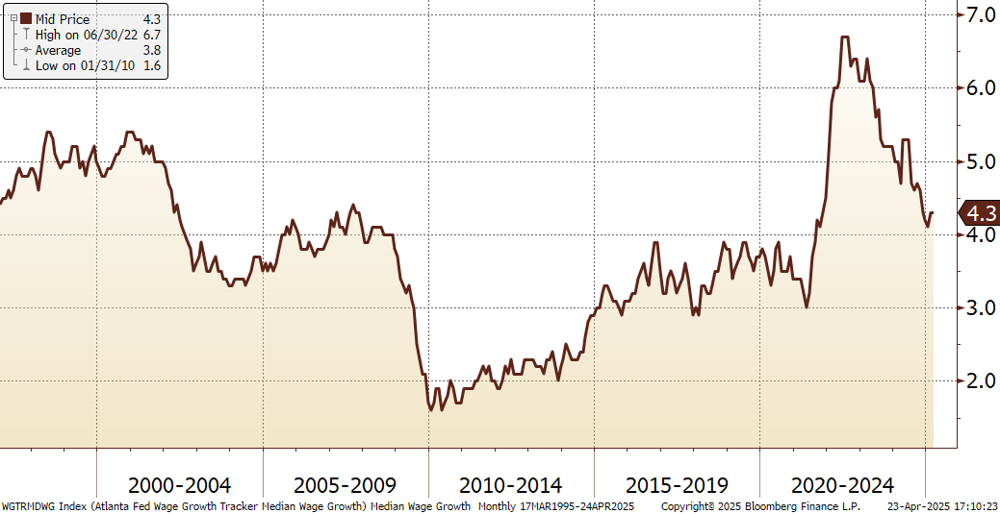 Mid Price 4.3
High on 06/30/22 6.7
Average 3.8
Low on 01/31/10 1.6
7.0
6.0
5.0
4.3
4.0
3.0
2.0
2000-2004 2005-2009 2010-2014 2015-2019 2020-2024
WGTRMDWG Index (Atlanta Fed Wage Growth Tracker Median Wage Growth) Median Wage Growth Monthly 17MAR1995-24APR2025 Copyright© 2025 Bloomberg Finance L.P. 23-Apr-2025 17:10:23